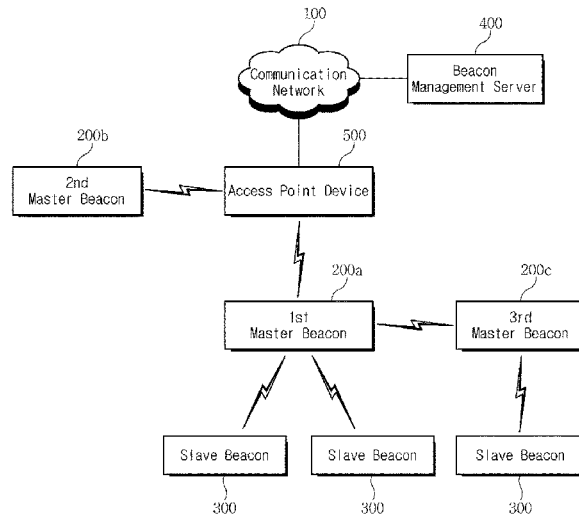 100
400
Communication
Network
Beacon
Management Server
200b
500
2nd
Master Beacon
Access Point Device
200a
200c
1st
Master Beacon
3rd
Master Beacon
Slave Beacon
Slave Beacon
Slave Beacon
300
300
300